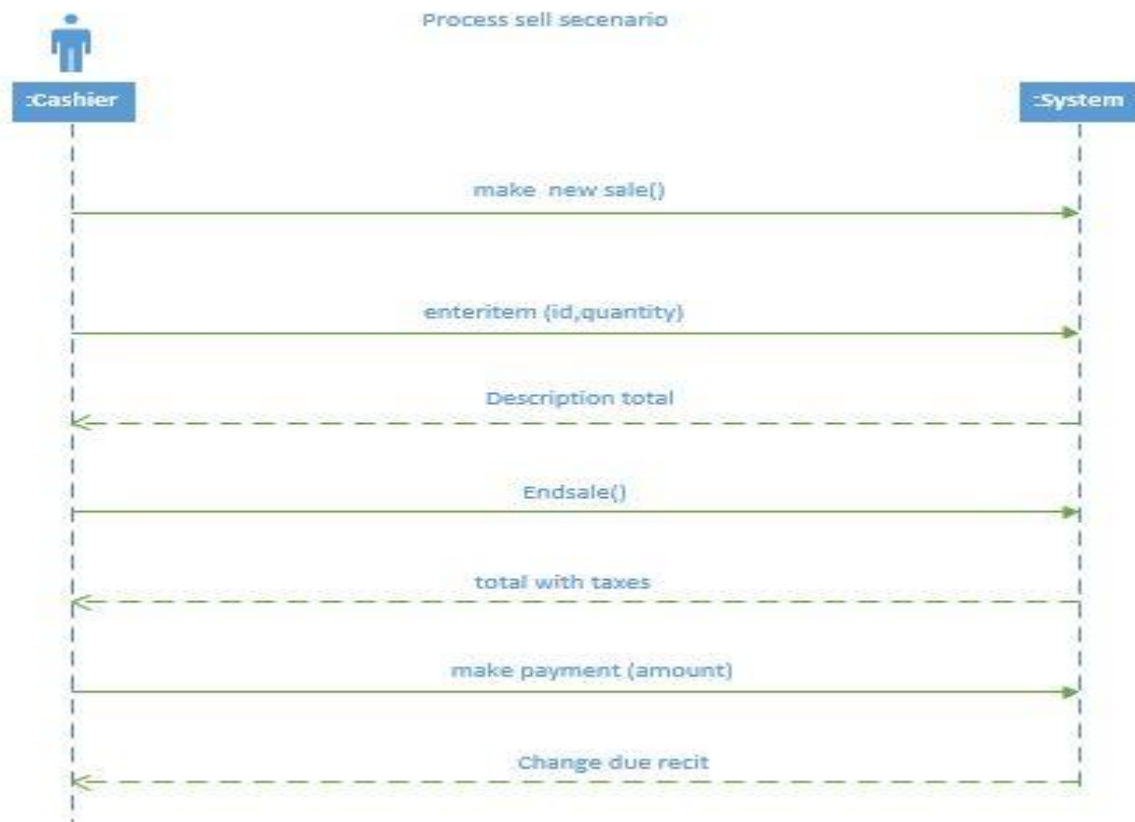 Process sell secenario
:Cashier
:System
make new sale()
enteritem (id,quantity)
Description total
Endsale()
total with taxes
make payment (amount)
Change due recit